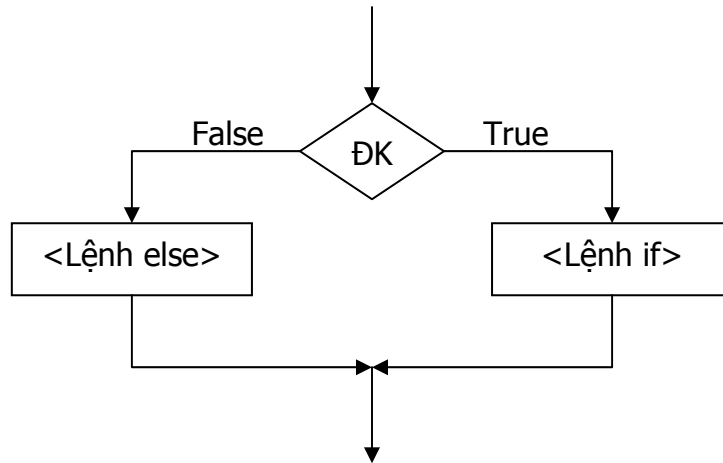 False
True
ĐK
<Lệnh else>
<Lệnh if>